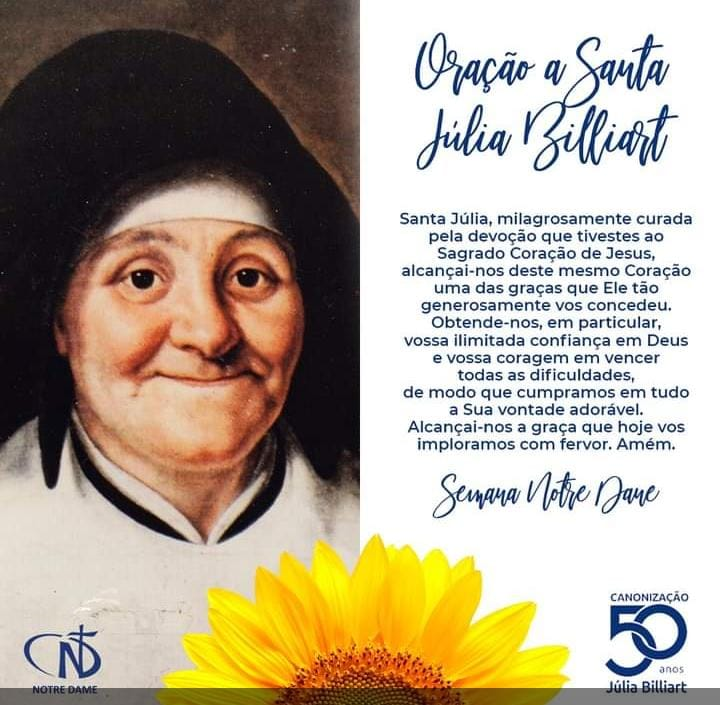 Oração a Santa
Júlia Billiart
Santa Júlia, milagrosamente curada
pela devoção que tivestes ao
Sagrado Coração de Jesus,
alcançai-nos deste mesmo Coração
uma das graças que Ele tão
generosamente vos concedeu.
Obtende-nos, em particular,
vossa ilimitada confiança em Deus
e vossa coragem em vencer
todas as dificuldades,
de modo que cumpramos em tudo
a Sua vontade adorável.
Alcançai-nos a graça que hoje vos
imploramos com fervor. Amém.
Semana Notre Dame
ND
NOTRE DAME
CANONIZAÇÃO
50
anos
Júlia Billiart